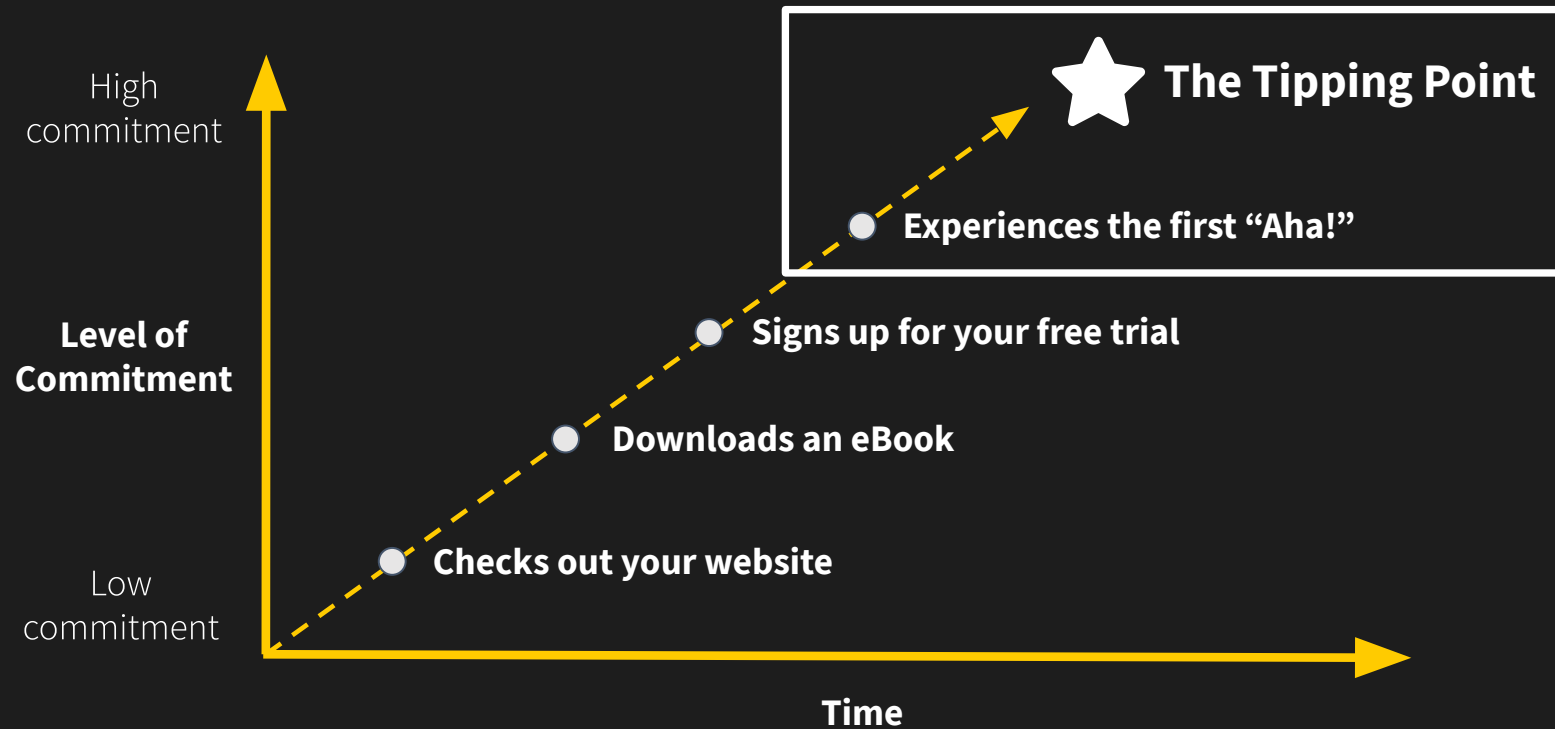 High
commitment
The Tipping Point
Experiences the first “Aha!”
Level of
Commitment
Signs up for your free trial
Downloads an eBook
Checks out your website
Low
commitment
Time